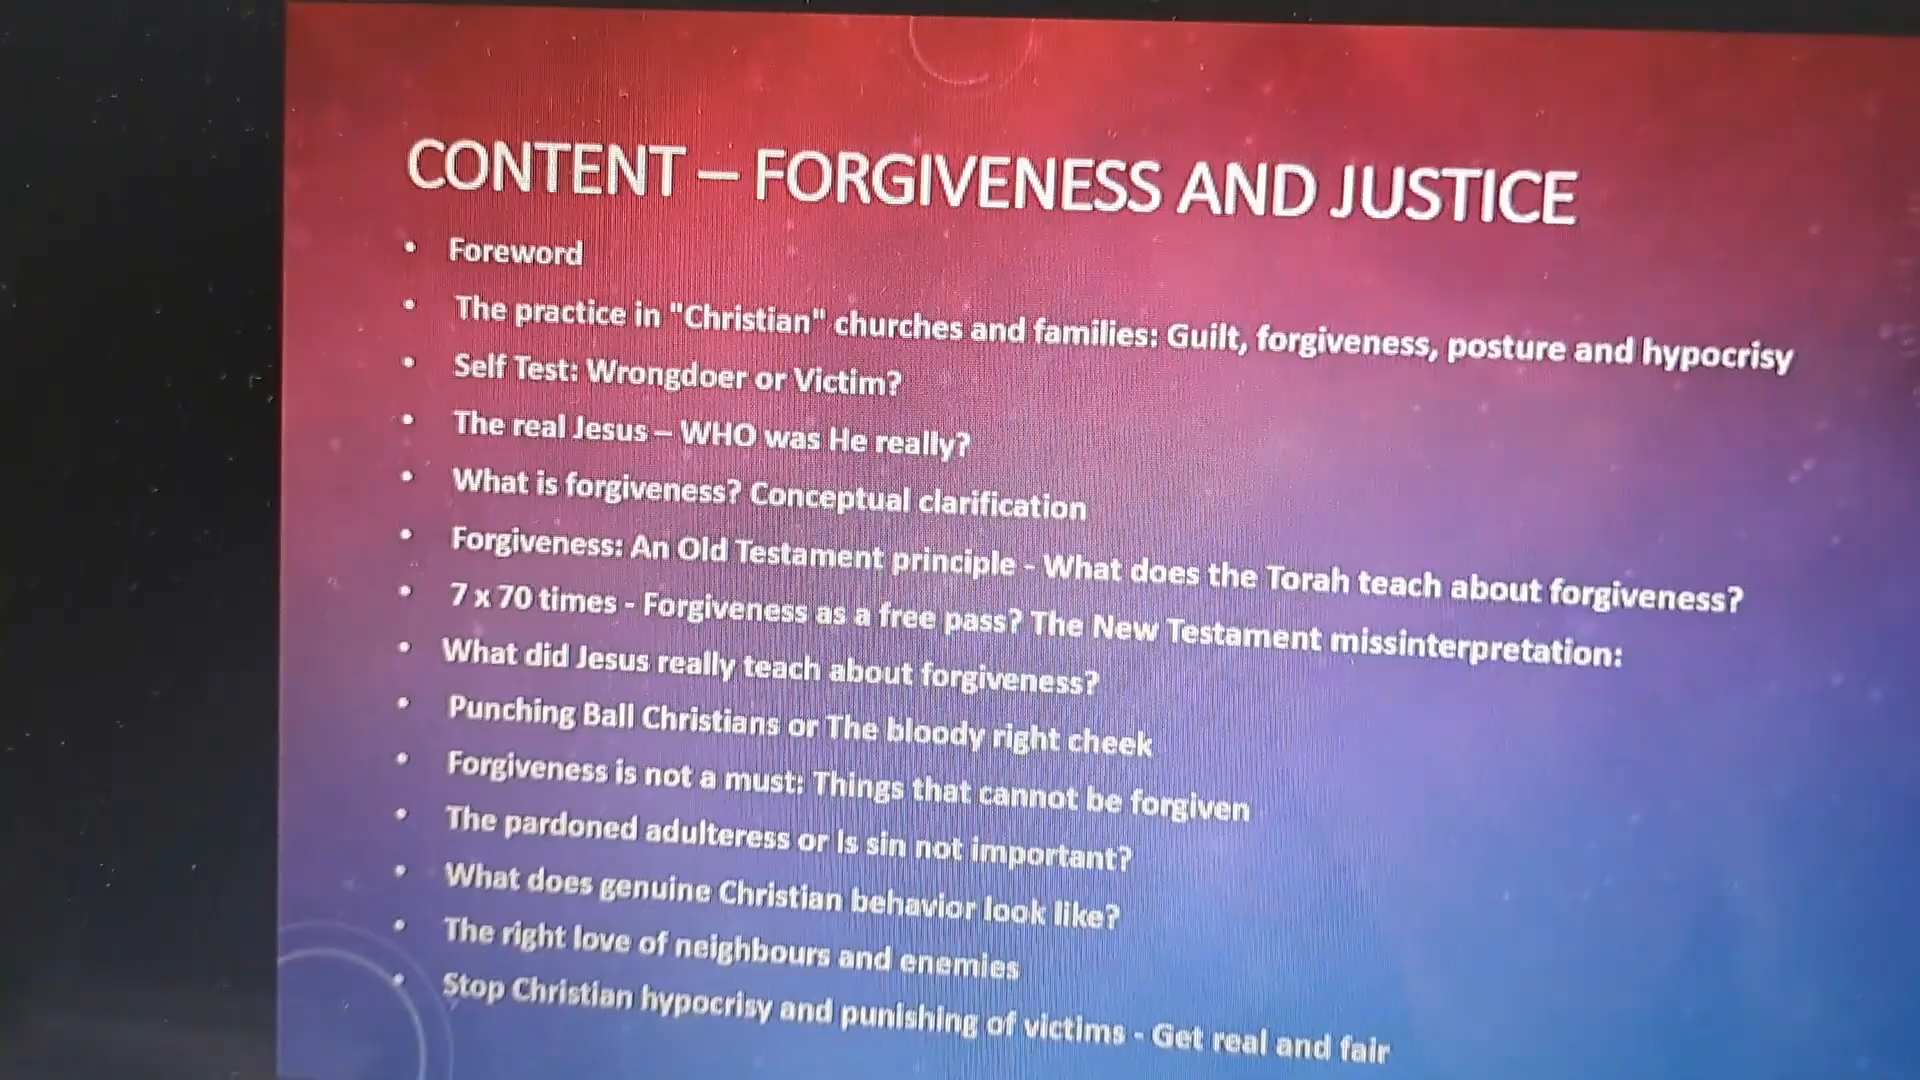 CONTENT – FORGIVENESS AND JUSTICE
• Foreword
• The practice in "Christian" churches and families: Guilt, forgiveness, posture and hypocrisy
• Self Test: Wrongdoer or Victim?
• The real Jesus – WHO was He really?
• What is forgiveness? Conceptual clarification
• Forgiveness: An Old Testament principle - What does the Torah teach about forgiveness?
• 7 x 70 times - Forgiveness as a free pass? The New Testament missinterpretation:
• What did Jesus really teach about forgiveness?
• Punching Ball Christians or The bloody right cheek
• Forgiveness is not a must: Things that cannot be forgiven
• The pardoned adulteress or Is sin not important?
• What does genuine Christian behavior look like?
• The right love of neighbours and enemies
• Stop Christian hypocrisy and punishing of victims - Get real and fair